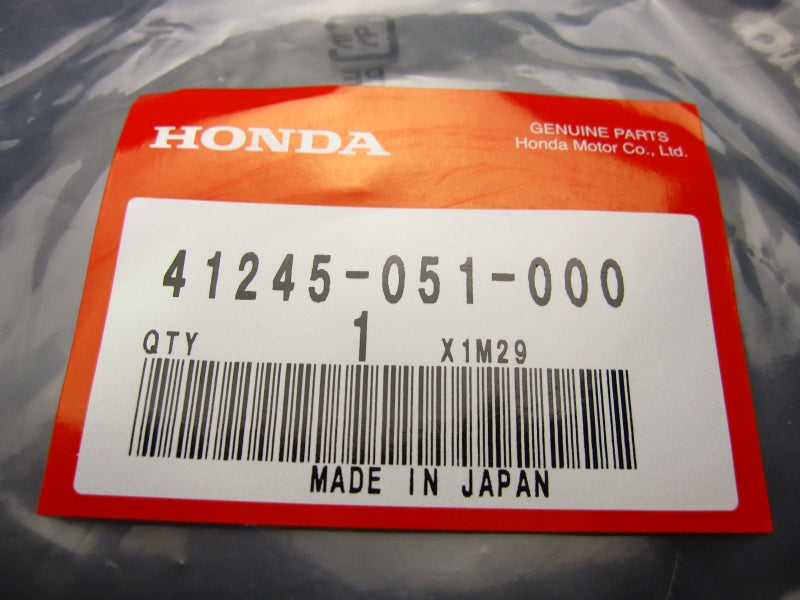 HONDA
GENUINE PARTS
Honda Motor Co., Ltd.
41245-051-000
QTY 1 X1M29
MADE IN JAPAN